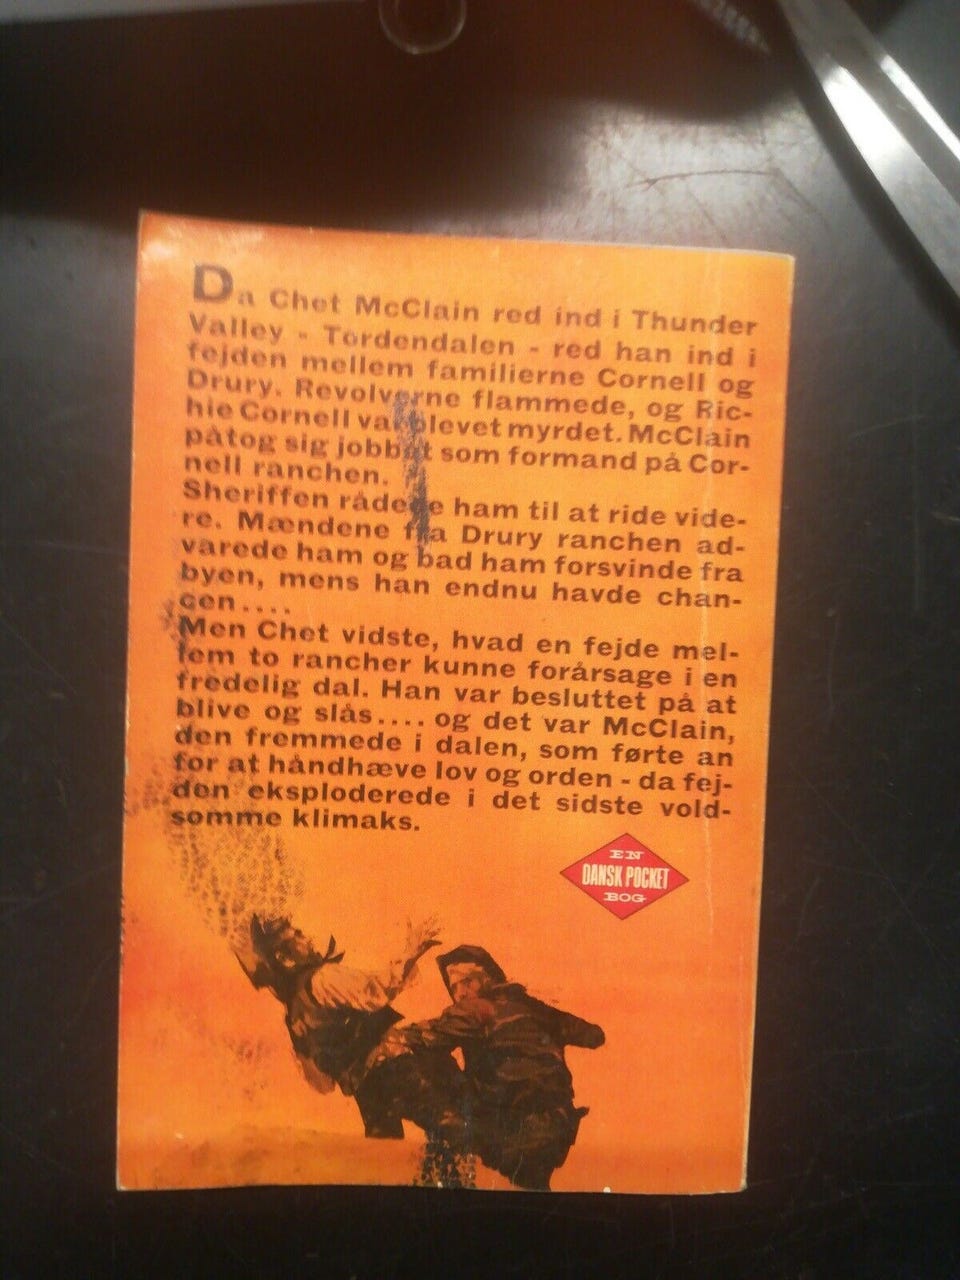 Da Chet McClain red ind i Thunder
Valley - Tordendalen - red han ind i
fejden mellem familierne Cornell og
Drury. Revolverne flammede, og Ric-
hie Cornell var blevet myrdet. McClain
påtog sig jobbet som formand på Cor-
nell ranchen.
Sheriffen rådede ham til at ride vide-
re. Mændene fra Drury ranchen ad-
varede ham og bad ham forsvinde fra
byen, mens han endnu havde chan-
cen....
Men Chet vidste, hvad en fejde mel-
lem to rancher kunne forårsage i en
fredelig dal. Han var besluttet på at
blive og slås.... og det var McClain,
den fremmede i dalen, som førte an
for at håndhæve lov og orden - da fej-
den eksploderede i det sidste vold-
somme klimaks.
EN
DANSK POCKET
BOG